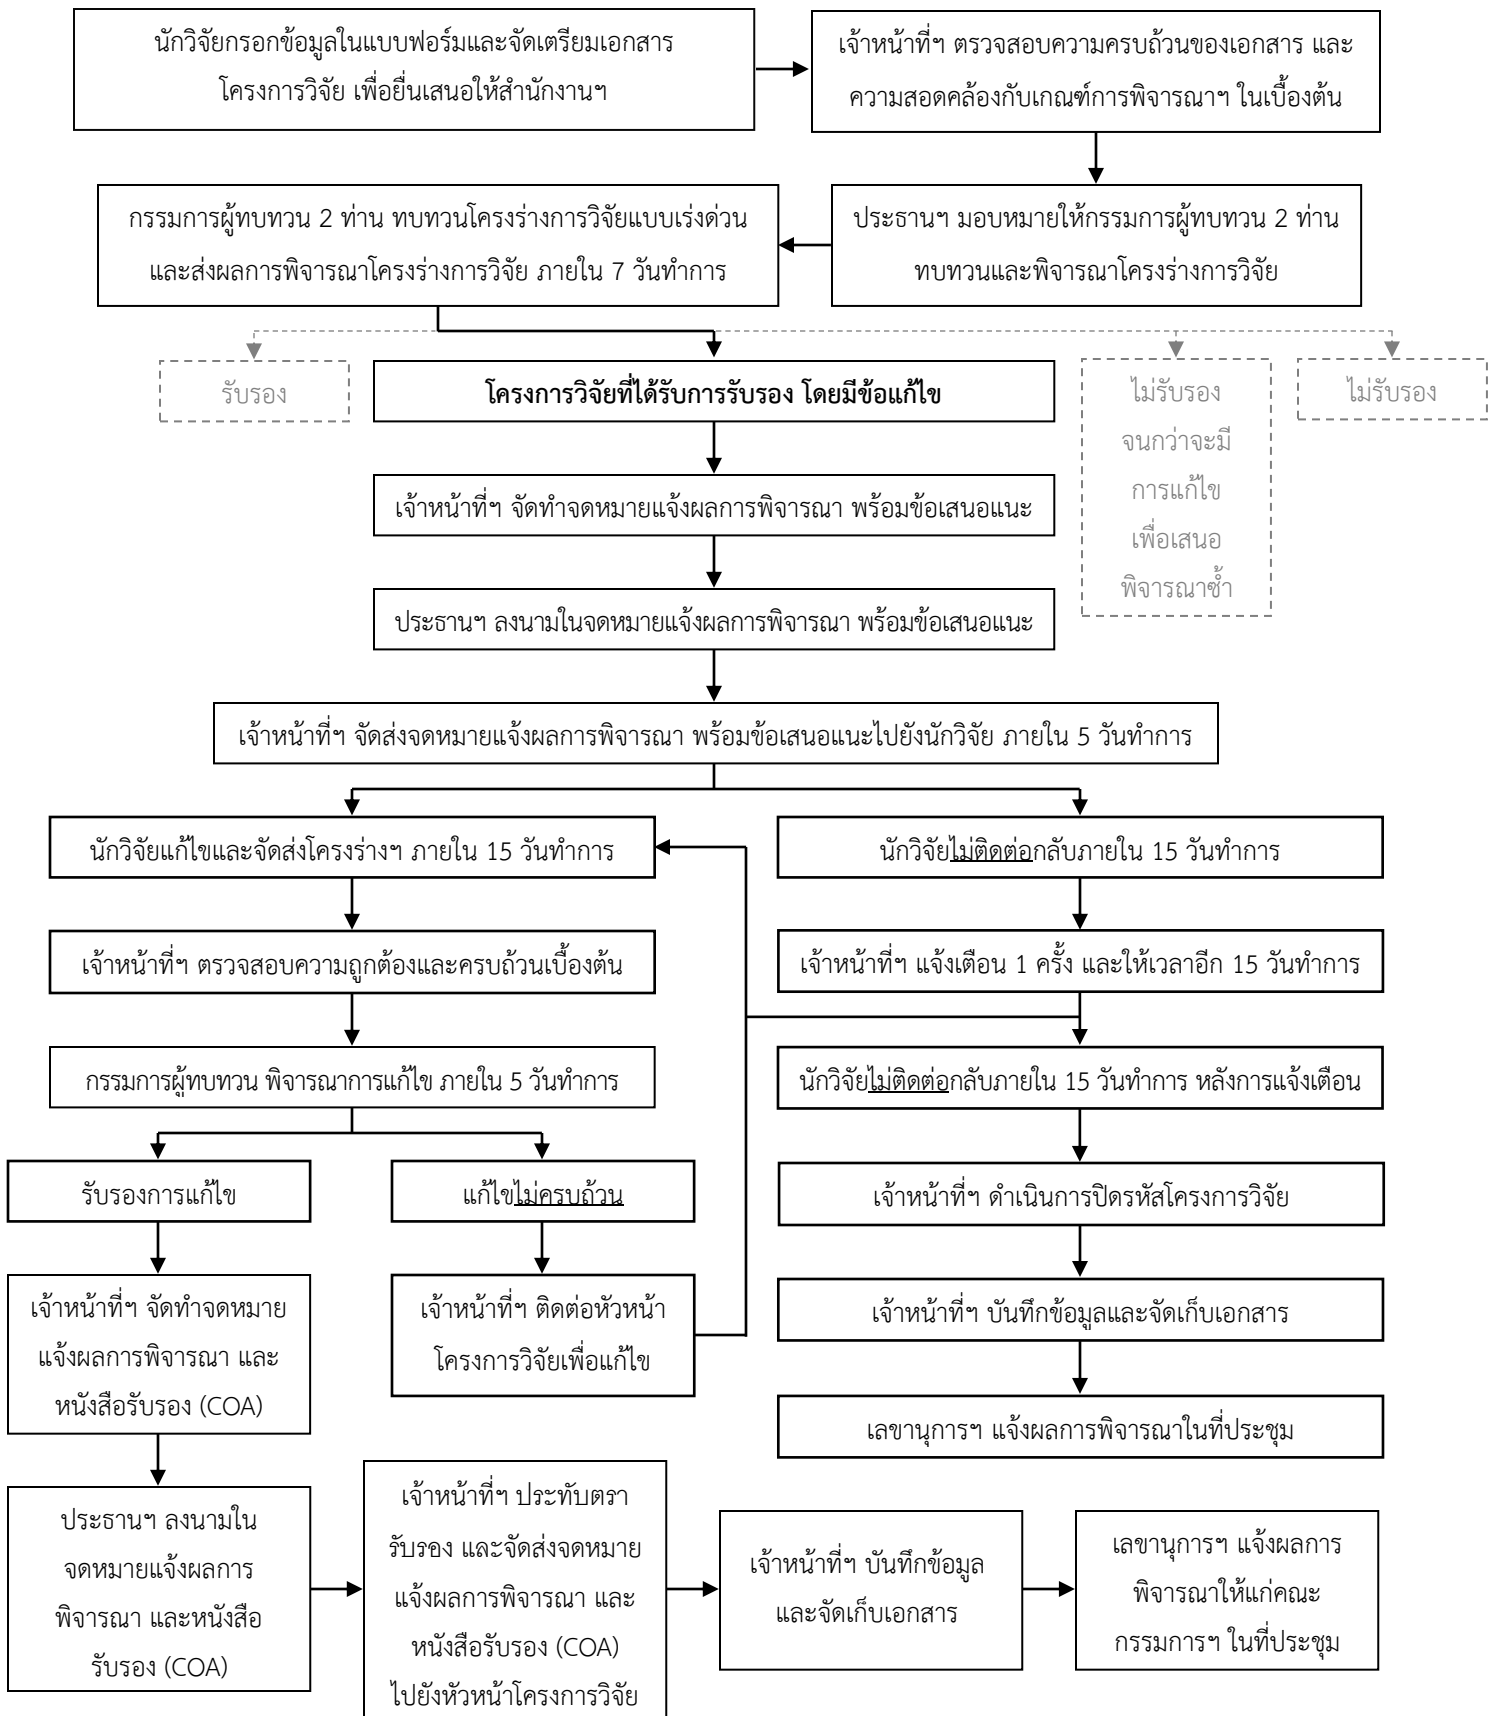 นักวิจัยกรอกข้อมูลในแบบฟอร์มและจัดเตรียมเอกสาร
โครงการวิจัย เพื่อยื่นเสนอให้สำนักงานฯ
เจ้าหน้าที่ฯ ตรวจสอบความครบถ้วนของเอกสาร และ
ความสอดคล้องกับเกณฑ์การพิจารณาฯ ในเบื้องต้น
ประธานฯ มอบหมายให้กรรมการผู้ทบทวน 2 ท่าน
ทบทวนและพิจารณาโครงร่างการวิจัย
กรรมการผู้ทบทวน 2 ท่าน ทบทวนโครงร่างการวิจัยแบบเร่งด่วน
และส่งผลการพิจารณาโครงร่างการวิจัย ภายใน 7 วันทำการ
รับรอง
โครงการวิจัยที่ได้รับการรับรอง โดยมีข้อแก้ไข
ไม่รับรอง
จนกว่าจะมี
การแก้ไข
เพื่อเสนอ
พิจารณาซ้ำ
ไม่รับรอง
เจ้าหน้าที่ฯ จัดทำจดหมายแจ้งผลการพิจารณา พร้อมข้อเสนอแนะ
ประธานฯ ลงนามในจดหมายแจ้งผลการพิจารณา พร้อมข้อเสนอแนะ
เจ้าหน้าที่ฯ จัดส่งจดหมายแจ้งผลการพิจารณา พร้อมข้อเสนอแนะไปยังนักวิจัย ภายใน 5 วันทำการ
นักวิจัยแก้ไขและจัดส่งโครงร่างฯ ภายใน 15 วันทำการ
เจ้าหน้าที่ฯ ตรวจสอบความถูกต้องและครบถ้วนเบื้องต้น
กรรมการผู้ทบทวน พิจารณาการแก้ไข ภายใน 5 วันทำการ
นักวิจัยไม่ติดต่อกลับภายใน 15 วันทำการ
เจ้าหน้าที่ฯ แจ้งเตือน 1 ครั้ง และให้เวลาอีก 15 วันทำการ
นักวิจัยไม่ติดต่อกลับภายใน 15 วันทำการ หลังการแจ้งเตือน
เจ้าหน้าที่ฯ ดำเนินการปิดรหัสโครงการวิจัย
เจ้าหน้าที่ฯ บันทึกข้อมูลและจัดเก็บเอกสาร
เลขานุการฯ แจ้งผลการพิจารณาในที่ประชุม
รับรองการแก้ไข
แก้ไขไม่ครบถ้วน
เจ้าหน้าที่ฯ ติดต่อหัวหน้า
โครงการวิจัยเพื่อแก้ไข
เจ้าหน้าที่ฯ จัดทำจดหมาย
แจ้งผลการพิจารณา และ
หนังสือรับรอง (COA)
ประธานฯ ลงนามใน
จดหมายแจ้งผลการ
พิจารณา และหนังสือ
รับรอง (COA)
เจ้าหน้าที่ฯ ประทับตรา
รับรอง และจัดส่งจดหมาย
แจ้งผลการพิจารณา และ
หนังสือรับรอง (COA)
ไปยังหัวหน้าโครงการวิจัย
เจ้าหน้าที่ฯ บันทึกข้อมูล
และจัดเก็บเอกสาร
เลขานุการฯ แจ้งผลการ
พิจารณาให้แก่คณะ
กรรมการฯ ในที่ประชุม